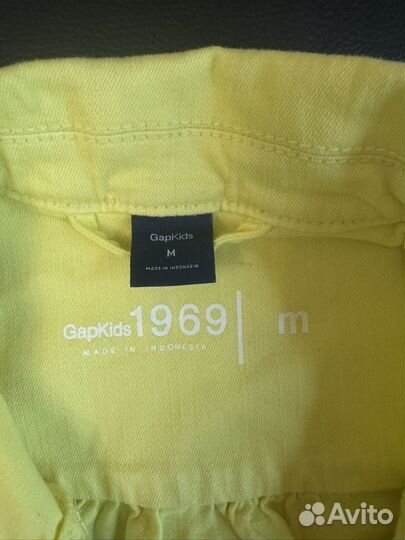 GapKids
M
MADE IN INDONESIA
GapKids 1969 | m
MADE IN INDONESIA
Avito